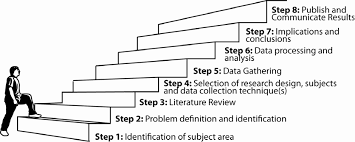 Step 8: Publish and
Communicate Results
Step 7: Implications and
conclusions
Step 6: Data processing and
analysis
Step 5: Data Gathering
Step 4: Selection of research design, subjects
and data collection technique(s)
Step 3: Literature Review
Step 2: Problem definition and identification
Step 1: Identification of subject area